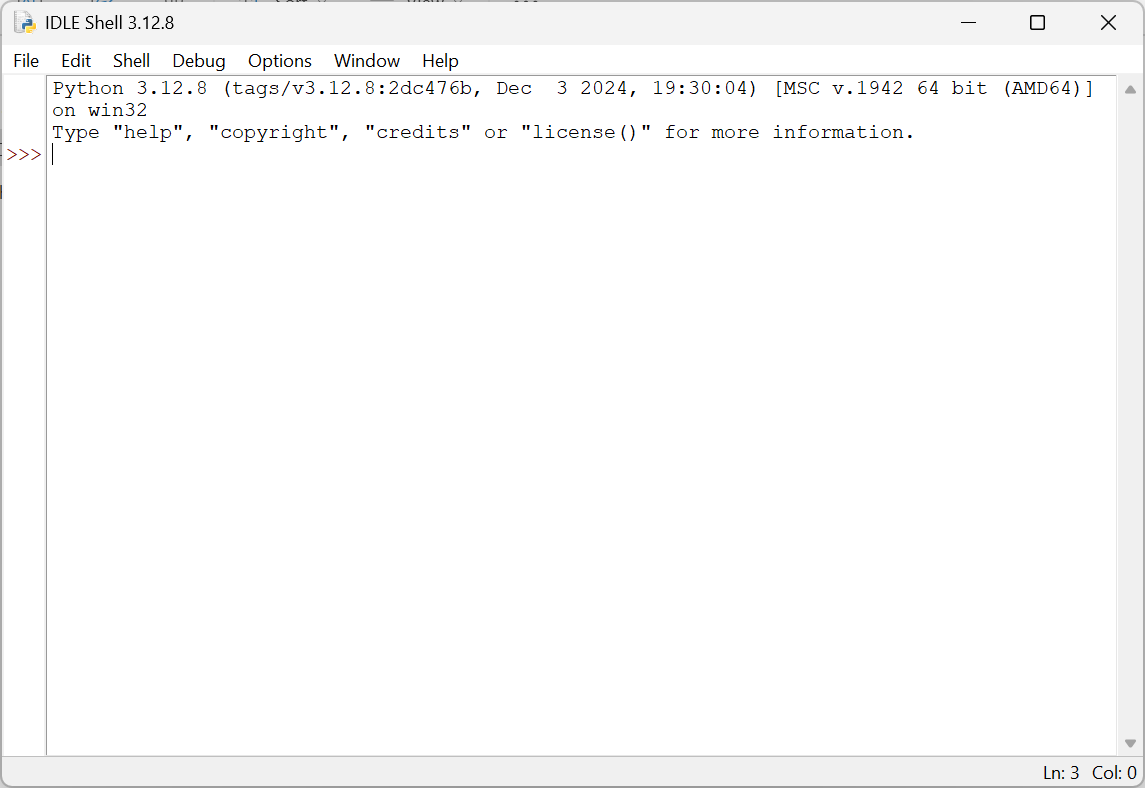 IDLE Shell 3.12.8
File Edit Shell Debug Options Window Help
Python 3.12.8 (tags/v3.12.8:2dc476b, Dec  3 2024, 19:30:04) [MSC v.1942 64 bit (AMD64)]
on win32
Type "help", "copyright", "credits" or "license()" for more information.
>>>
Ln: 3 Col: 0